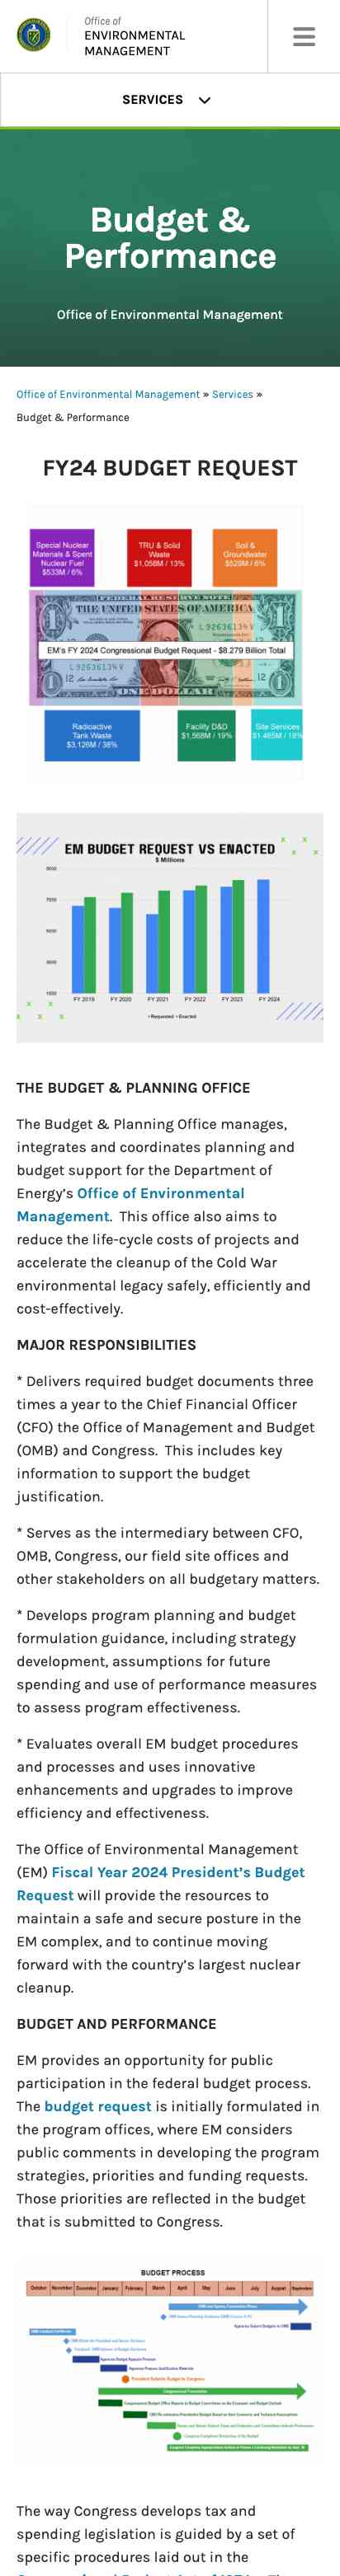 Office of
ENVIRONMENTAL
MANAGEMENT
SERVICES
Budget &
Performance
Office of Environmental Management
Office of Environmental Management » Services »
Budget & Performance
FY24 BUDGET REQUEST
Special Nuclear
Materials & Spent
Nuclear Fuel
$533M / 6%
TRU & Solid
Waste
$1,058M / 13%
Soil &
Groundwater
$529M / 6%
FEDERAL RESERVE NOTE
THE UNITED STATES OF AMERICA
L 92636134 V
EM's FY 2024 Congressional Budget Request - $8.279 Billion Total
L 92636134 V
12
12
ONE DOLLAR
Radioactive
Tank Waste
$3,126M / 38%
Facility D&D
$1,568M / 19%
Site Services
$1,465M / 18%
EM BUDGET REQUEST VS ENACTED
$ Millions
FY 2019 FY 2020 FY 2021 FY 2022 FY 2023 FY 2024
Requested Enacted
THE BUDGET & PLANNING OFFICE
The Budget & Planning Office manages,
integrates and coordinates planning and
budget support for the Department of
Energy’s Office of Environmental
Management.  This office also aims to
reduce the life-cycle costs of projects and
accelerate the cleanup of the Cold War
environmental legacy safely, efficiently and
cost-effectively.
MAJOR RESPONSIBILITIES
* Delivers required budget documents three
times a year to the Chief Financial Officer
(CFO) the Office of Management and Budget
(OMB) and Congress.  This includes key
information to support the budget
justification.
* Serves as the intermediary between CFO,
OMB, Congress, our field site offices and
other stakeholders on all budgetary matters.
* Develops program planning and budget
formulation guidance, including strategy
development, assumptions for future
spending and use of performance measures
to assess program effectiveness.
* Evaluates overall EM budget procedures
and processes and uses innovative
enhancements and upgrades to improve
efficiency and effectiveness.
The Office of Environmental Management
(EM) Fiscal Year 2024 President’s Budget
Request will provide the resources to
maintain a safe and secure posture in the
EM complex, and to continue moving
forward with the country’s largest nuclear
cleanup.
BUDGET AND PERFORMANCE
EM provides an opportunity for public
participation in the federal budget process.
The budget request is initially formulated in
the program offices, where EM considers
public comments in developing the program
strategies, priorities and funding requests.
Those priorities are reflected in the budget
that is submitted to Congress.
BUDGET PROCESS
October November December January February March April May June July August September
The way Congress develops tax and
spending legislation is guided by a set of
specific procedures laid out in the